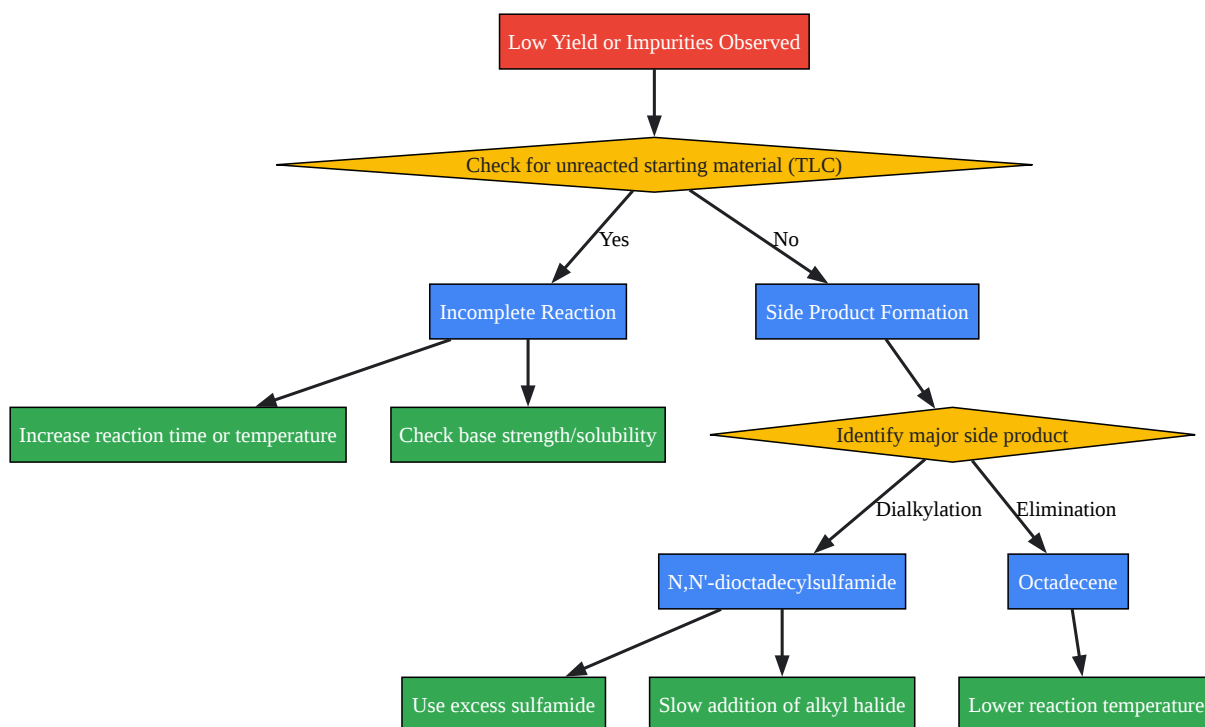 Low Yield or Impurities Observed
Check for unreacted starting material (TLC)
Yes
No
Incomplete Reaction
Side Product Formation
Increase reaction time or temperature
Check base strength/solubility
Identify major side product
Dialkylation
Elimination
N,N'-dioctadecylsulfamide
Octadecene
Use excess sulfamide
Slow addition of alkyl halide
Lower reaction temperature